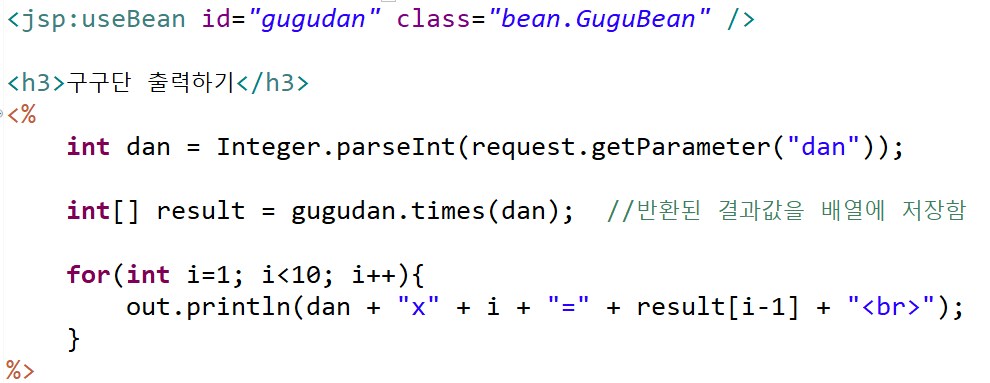 <jsp:useBean id="gugudan" class="bean.GuguBean" />
<h3>구구단 출력하기</h3>
<%
int dan = Integer.parseInt(request.getParameter("dan"));
int[] result = gugudan.times(dan);  //반환된 결과값을 배열에 저장함
for(int i=1; i<10; i++){
out.println(dan + "x" + i + "=" + result[i-1] + "<br>");
}
%>